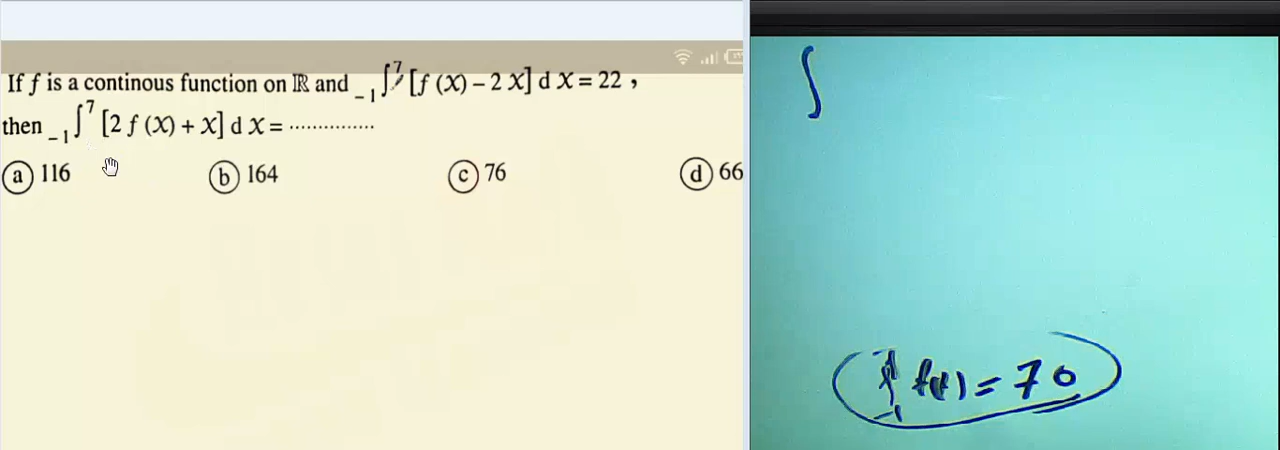 If f is a continous function on ℝ and ₋₁∫⁷ [f (X) – 2 X] d X = 22 ,
then ₋₁∫⁷ [2 f (X) + X] d X = ...............
(a) 116 (b) 164 (c) 76 (d) 66
∫
₋₁∫⁷ f(x) = 70